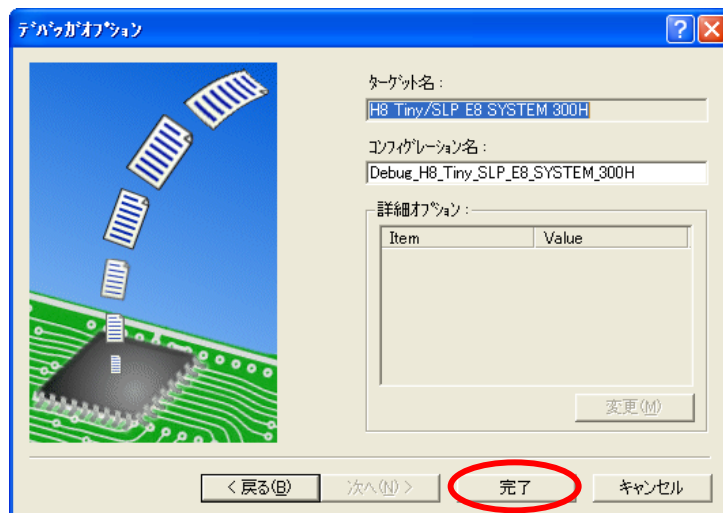 ﾃﾞﾊﾞｯｶﾞｵﾌﾟｼｮﾝ
ﾀｰｹﾞｯﾄ名：
H8 Tiny/SLP E8 SYSTEM 300H
ｺﾝﾌｨｸﾞﾚｰｼｮﾝ名：
Debug_H8_Tiny_SLP_E8_SYSTEM_300H
詳細ｵﾌﾟｼｮﾝ：
Item Value
変更(M)
< 戻る(B) 次へ(N) > 完了 キャンセル